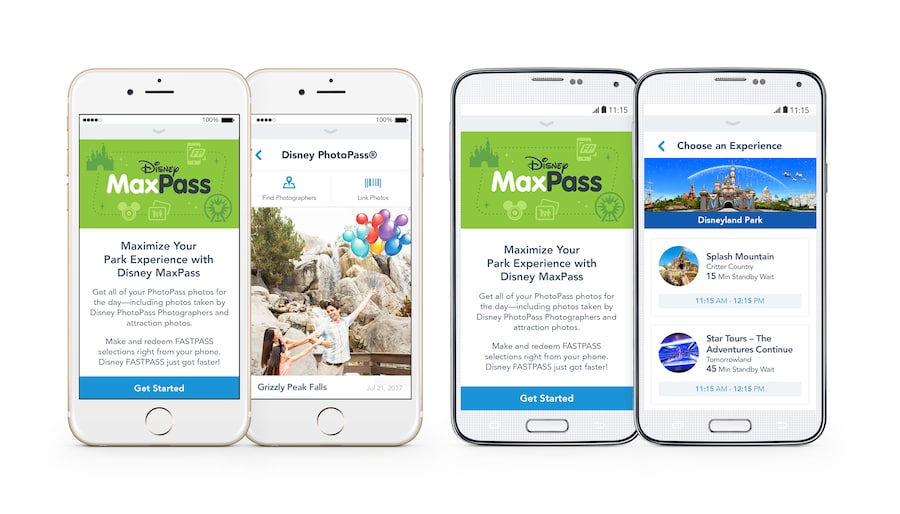 100%
Disney
MaxPass
Maximize Your
Park Experience with
Disney MaxPass
Get all of your PhotoPass photos for
the day—including photos taken by
Disney PhotoPass Photographers and
attraction photos.
Make and redeem FASTPASS
selections right from your phone.
Disney FASTPASS just got faster!
Get Started
100%
Disney PhotoPass®
Find Photographers
Link Photos
Grizzly Peak Falls
Jul 21, 2017
11:15
Disney
MaxPass
FP
Maximize Your
Park Experience with
Disney MaxPass
Get all of your PhotoPass photos for
the day—including photos taken by
Disney PhotoPass Photographers and
attraction photos.
Make and redeem FASTPASS
selections right from your phone.
Disney FASTPASS just got faster!
Get Started
11:15
Choose an Experience
Disneyland Park
Splash Mountain
Critter Country
15 Min Standby Wait
11:15 AM - 12:15 PM
Star Tours – The
Adventures Continue
Tomorrowland
45 Min Standby Wait
11:15 AM - 12:15 PM